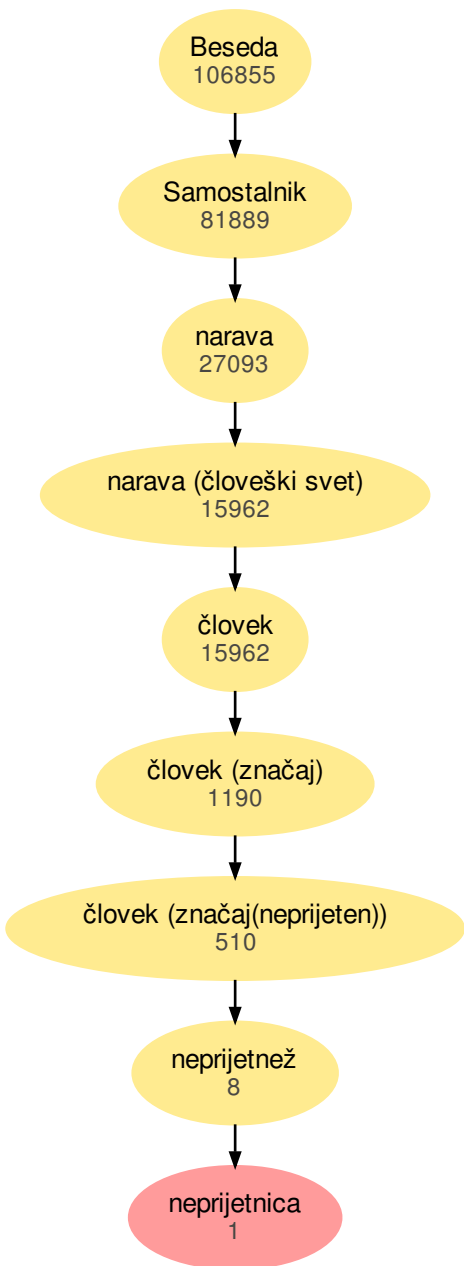 Beseda
106855
Samostalnik
81889
narava
27093
narava (človeški svet)
15962
človek
15962
človek (značaj)
1190
človek (značaj(neprijeten))
510
neprijetnež
8
neprijetnica
1